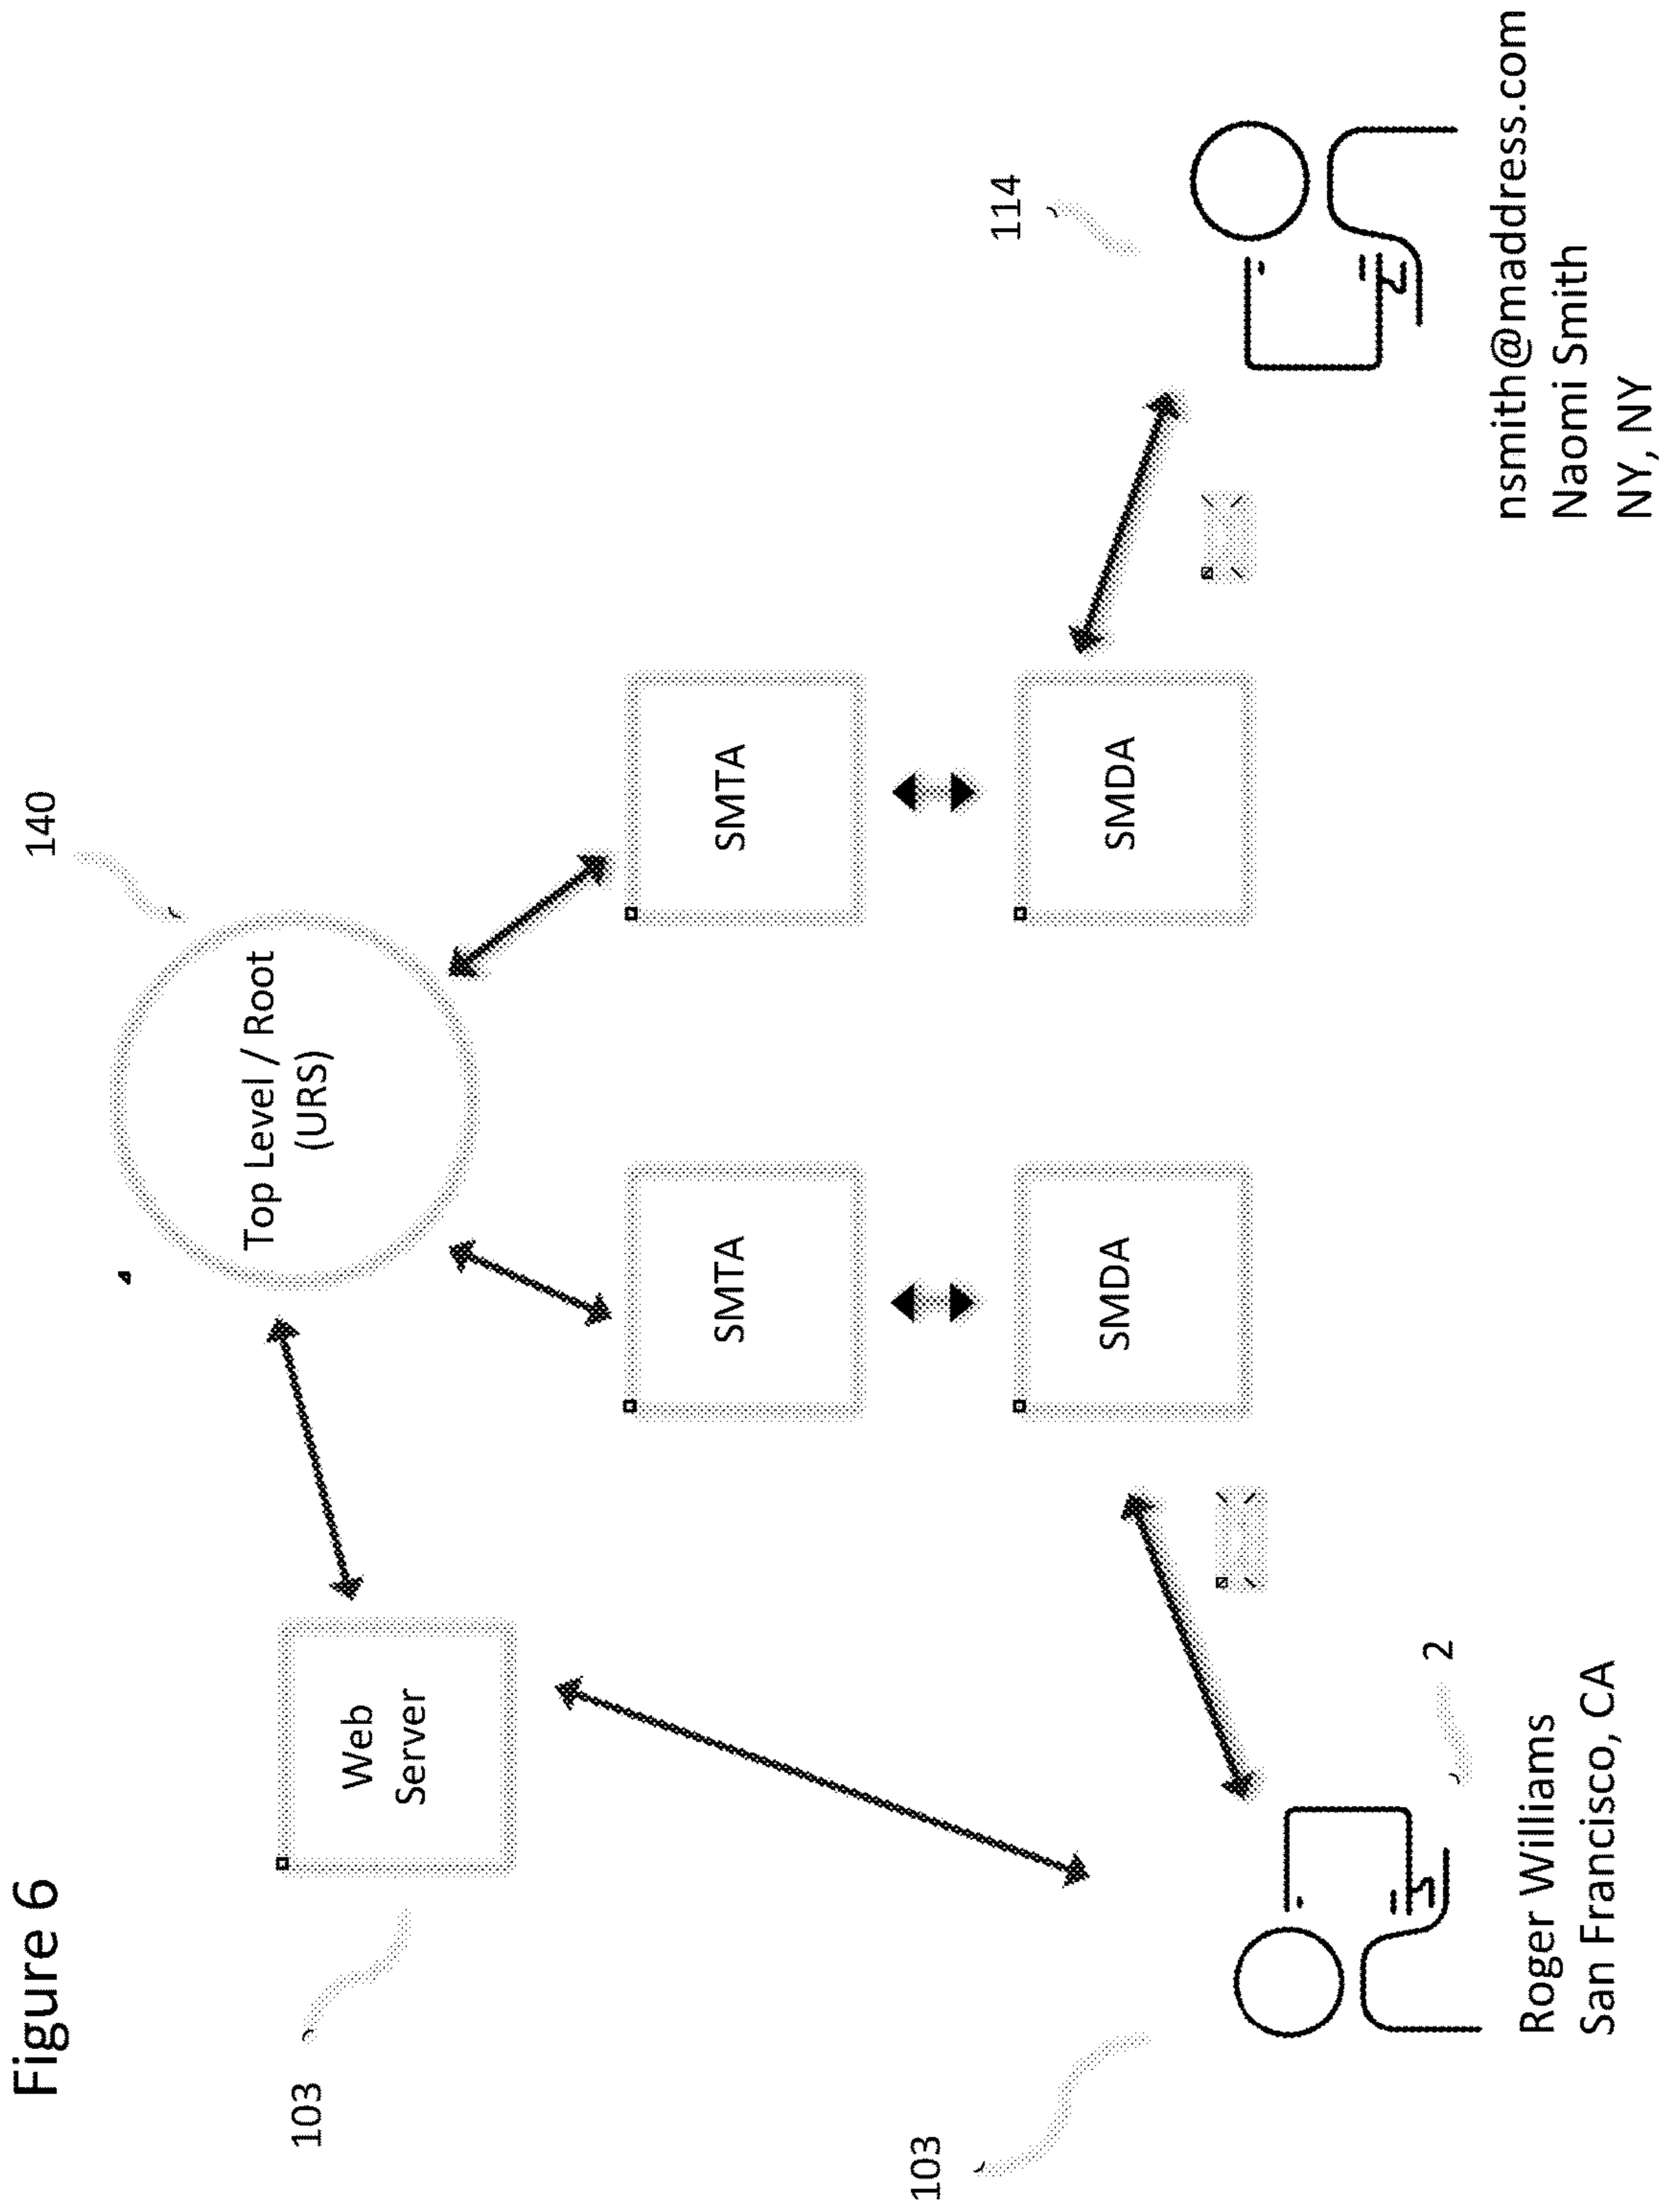 Figure 6
140
103
Web
Server
Top Level / Root
(URS)
SMTA
SMTA
114
SMDA
SMDA
103
2
Roger Williams
San Francisco, CA
nsmith@maddress.com
Naomi Smith
NY, NY